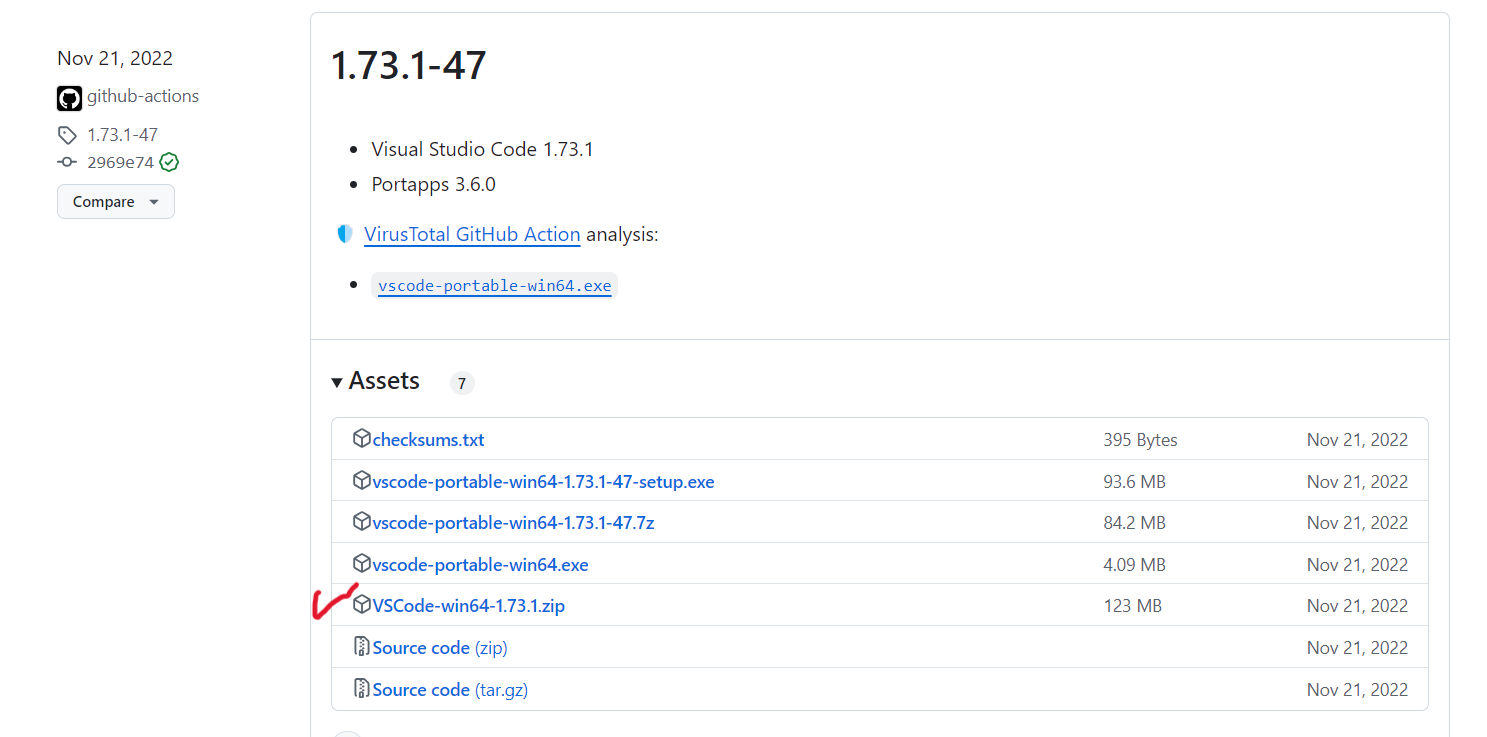 Nov 21, 2022
github-actions
1.73.1-47
2969e74
Compare
1.73.1-47
Visual Studio Code 1.73.1
Portapps 3.6.0
VirusTotal GitHub Action analysis:
vscode-portable-win64.exe
Assets 7
checksums.txt 395 Bytes Nov 21, 2022
vscode-portable-win64-1.73.1-47-setup.exe 93.6 MB Nov 21, 2022
vscode-portable-win64-1.73.1-47.7z 84.2 MB Nov 21, 2022
vscode-portable-win64.exe 4.09 MB Nov 21, 2022
VSCode-win64-1.73.1.zip 123 MB Nov 21, 2022
Source code (zip) Nov 21, 2022
Source code (tar.gz) Nov 21, 2022